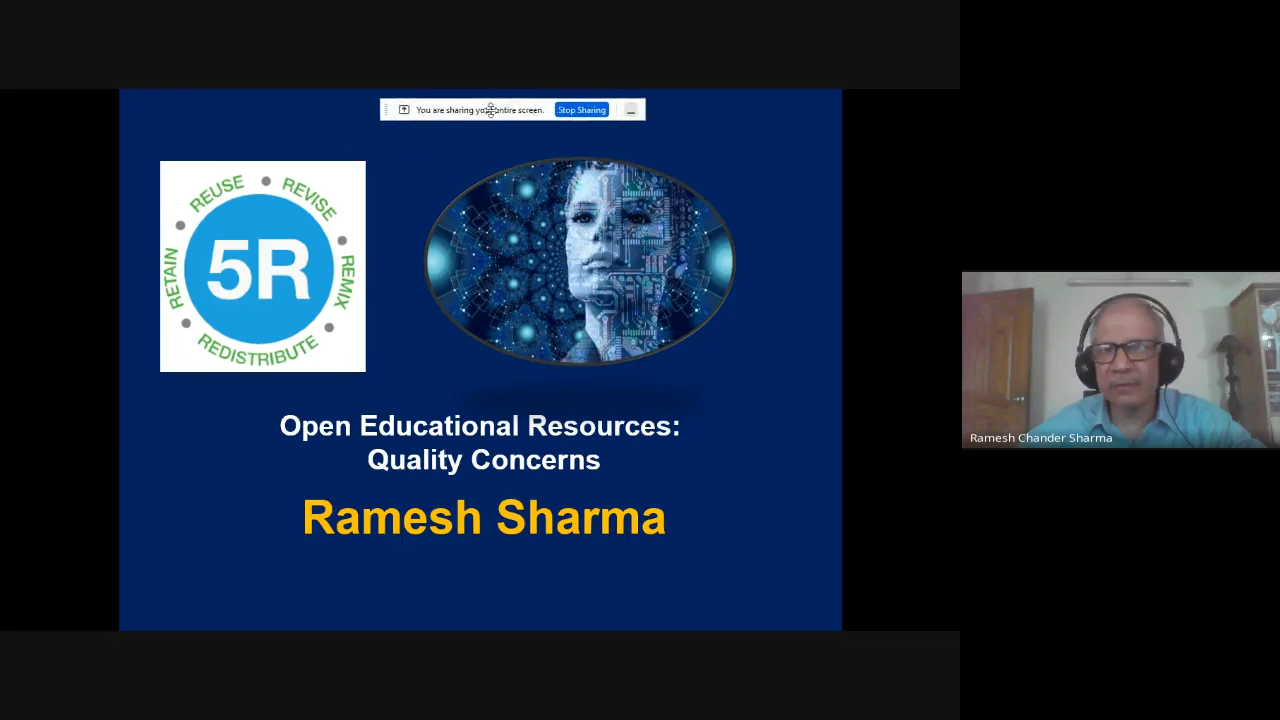 You are sharing your entire screen.
Stop Sharing
REUSE
REVISE
REMIX
REDISTRIBUTE
RETAIN
5R
Open Educational Resources:
Quality Concerns
Ramesh Sharma
Ramesh Chander Sharma